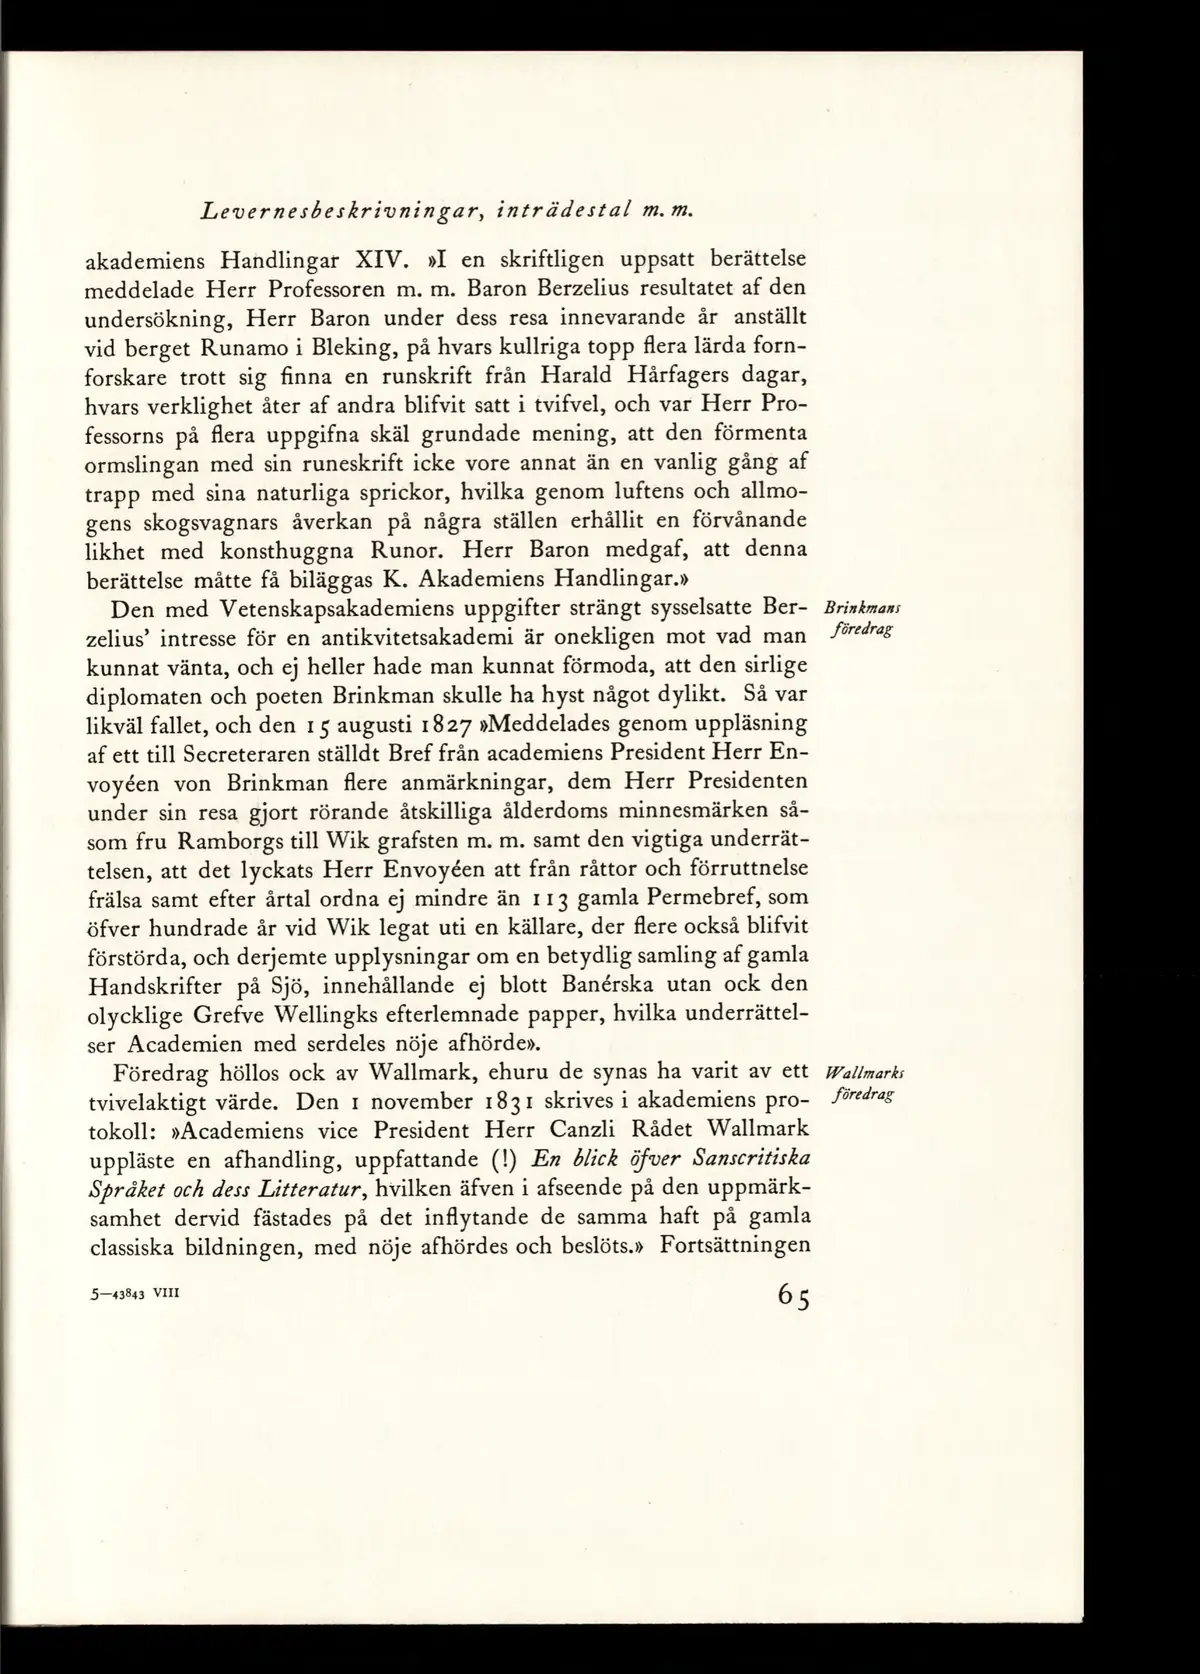 Levernesbeskrivningar, inträdestal m. m.
akademiens Handlingar XIV. »I en skriftligen uppsatt berättelse
meddelade Herr Professoren m. m. Baron Berzelius resultatet af den
undersökning, Herr Baron under dess resa innevarande år anställt
vid berget Runamo i Bleking, på hvars kullriga topp flera lärda forn-
forskare trott sig finna en runskrift från Harald Hårfagers dagar,
hvars verklighet åter af andra blifvit satt i tvifvel, och var Herr Pro-
fessorns på flera uppgifna skäl grundade mening, att den förmenta
ormslingan med sin runeskrift icke vore annat än en vanlig gång af
trapp med sina naturliga sprickor, hvilka genom luftens och allmo-
gens skogsvagnars åverkan på några ställen erhållit en förvånande
likhet med konsthuggna Runor. Herr Baron medgaf, att denna
berättelse måtte få biläggas K. Akademiens Handlingar.»
Den med Vetenskapsakademiens uppgifter strängt sysselsatte Ber-
zelius' intresse för en antikvitetsakademi är onekligen mot vad man
kunnat vänta, och ej heller hade man kunnat förmoda, att den sirlige
diplomaten och poeten Brinkman skulle ha hyst något dylikt. Så var
likväl fallet, och den 15 augusti 1827 »Meddelades genom uppläsning
af ett till Secreteraren ställdt Bref från academiens President Herr En-
voyéen von Brinkman flere anmärkningar, dem Herr Presidenten
under sin resa gjort rörande åtskilliga ålderdoms minnesmärken så-
som fru Ramborgs till Wik grafsten m. m. samt den vigtiga underrät-
telsen, att det lyckats Herr Envoyéen att från råttor och förruttnelse
frälsa samt efter årtal ordna ej mindre än 113 gamla Permebref, som
öfver hundrade år vid Wik legat uti en källare, der flere också blifvit
förstörda, och derjemte upplysningar om en betydlig samling af gamla
Handskrifter på Sjö, innehållande ej blott Banérska utan ock den
olycklige Grefve Wellingks efterlemnade papper, hvilka underrättel-
ser Academien med serdeles nöje afhörde».
Brinkmans
föredrag
Föredrag höllos ock av Wallmark, ehuru de synas ha varit av ett
tvivelaktigt värde. Den 1 november 1831 skrives i akademiens pro-
tokoll: »Academiens vice President Herr Canzli Rådet Wallmark
uppläste en afhandling, uppfattande (!) En blick öfver Sanscritiska
Språket och dess Litteratur, hvilken äfven i afseende på den uppmärk-
samhet dervid fästades på det inflytande de samma haft på gamla
classiska bildningen, med nöje afhördes och beslöts.» Fortsättningen
Wallmarks
föredrag
5—43843 VIII
65